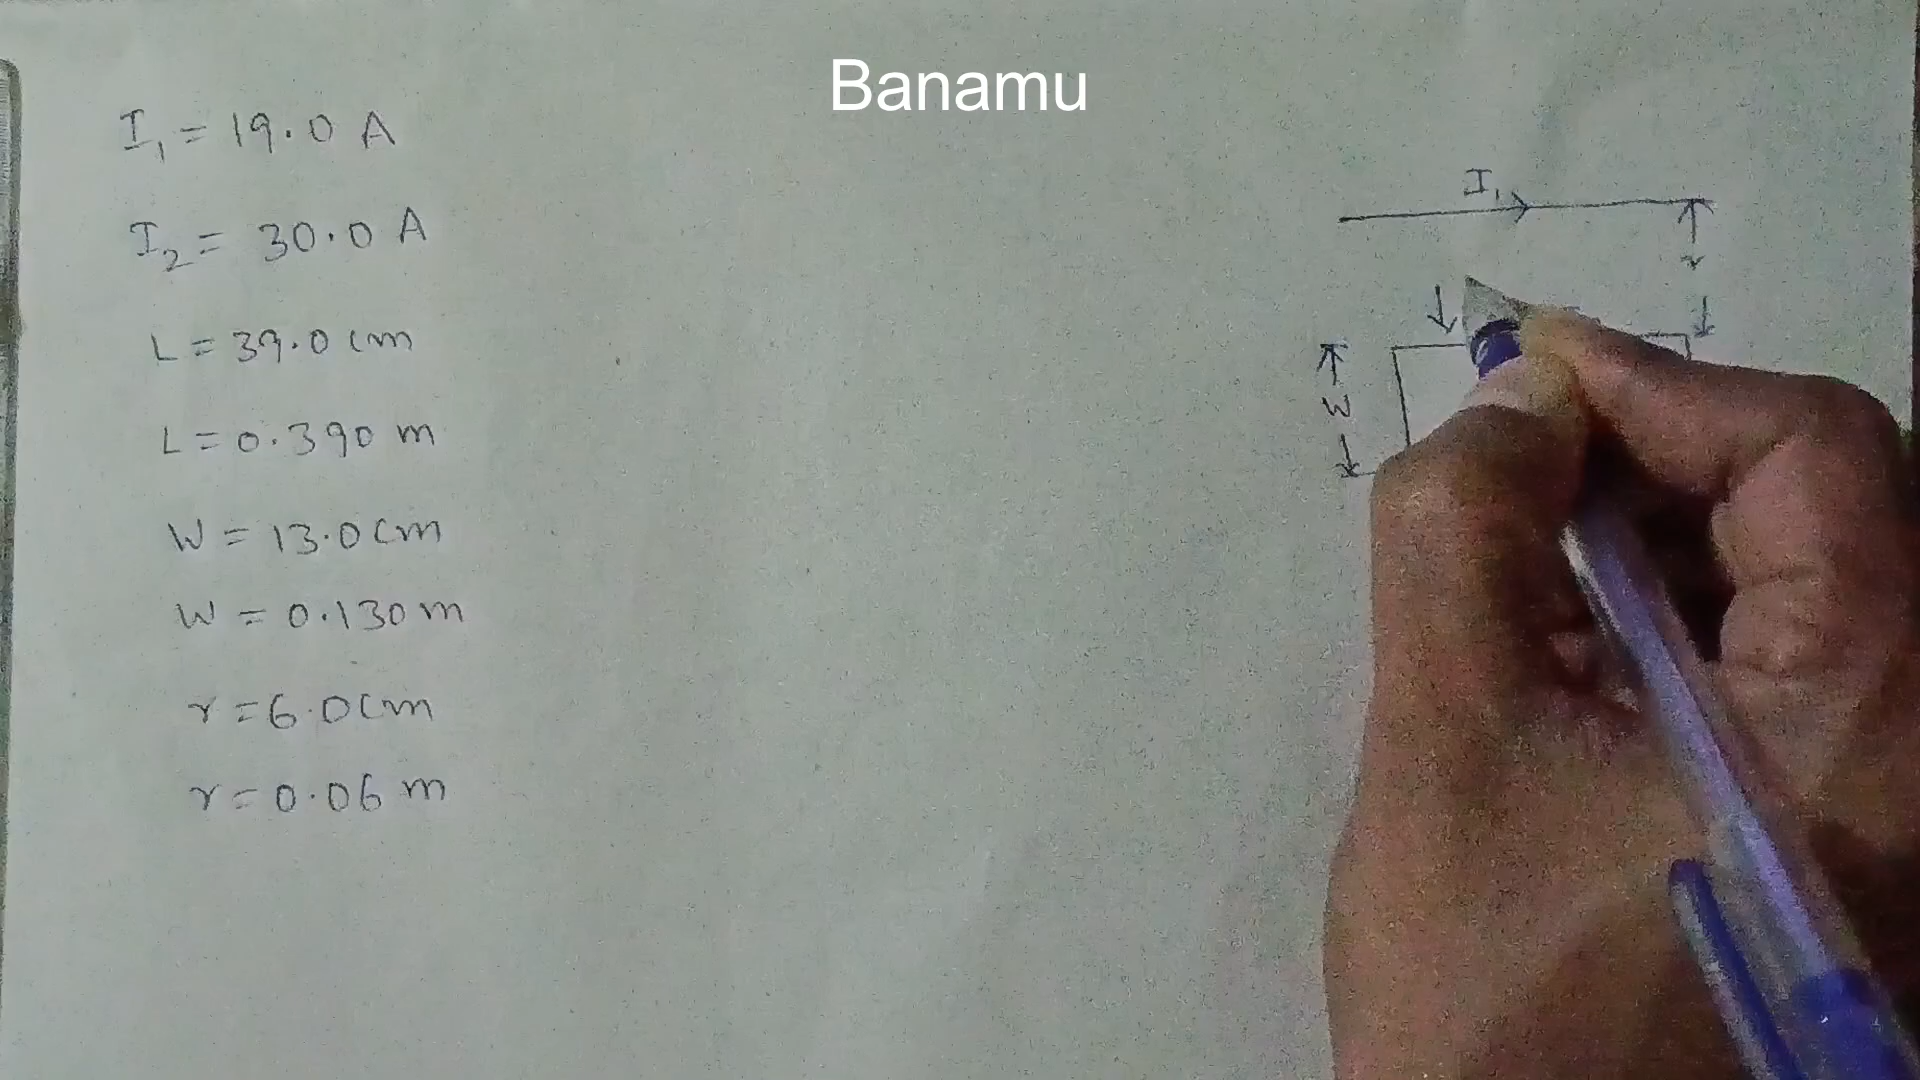 Banamu
I₁ = 19.0 A
I₂ = 30.0 A
L = 39.0 cm
L = 0.390 m
W = 13.0 cm
W = 0.130 m
r = 6.0 cm
r = 0.06 m
I₁
r
W